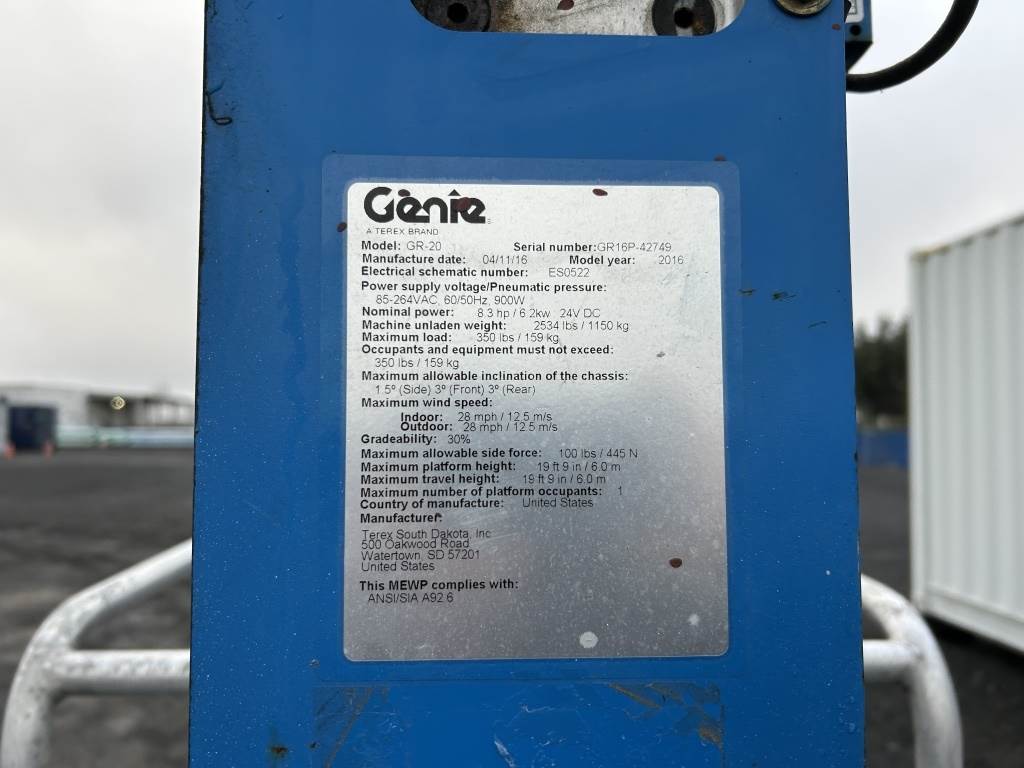 Genie
A TEREX BRAND
Model: GR-20 Serial number:GR16P-42749
Manufacture date: 04/11/16 Model year: 2016
Electrical schematic number: ES0522
Power supply voltage/Pneumatic pressure:
85-264VAC, 60/50Hz, 900W
Nominal power: 8.3 hp / 6.2kw 24V DC
Machine unladen weight: 2534 lbs / 1150 kg
Maximum load: 350 lbs / 159 kg
Occupants and equipment must not exceed:
350 lbs / 159 kg
Maximum allowable inclination of the chassis:
1.5º (Side) 3º (Front) 3º (Rear)
Maximum wind speed:
Indoor: 28 mph / 12.5 m/s
Outdoor: 28 mph / 12.5 m/s
Gradeability: 30%
Maximum allowable side force: 100 lbs / 445 N
Maximum platform height: 19 ft 9 in / 6.0 m
Maximum travel height: 19 ft 9 in / 6.0 m
Maximum number of platform occupants: 1
Country of manufacture: United States
Manufacturer:
Terex South Dakota, Inc
500 Oakwood Road
Watertown, SD 57201
United States
This MEWP complies with:
ANSI/SIA A92.6